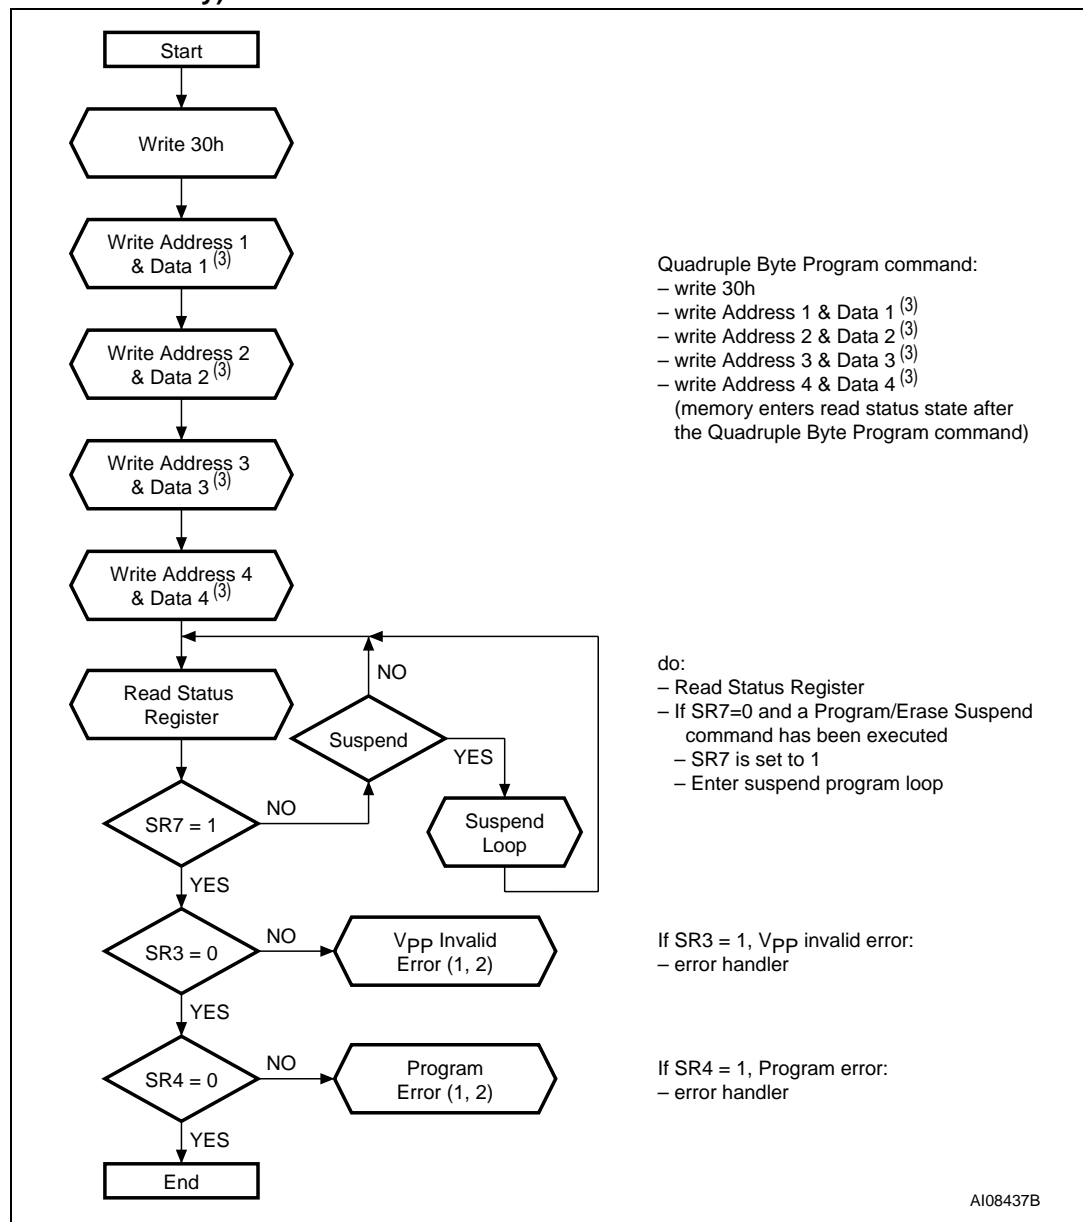 y)
Start
Write 30h
Write Address 1
& Data 1 (3)
Write Address 2
& Data 2 (3)
Write Address 3
& Data 3 (3)
Write Address 4
& Data 4 (3)
Quadruple Byte Program command:
– write 30h
– write Address 1 & Data 1 (3)
– write Address 2 & Data 2 (3)
– write Address 3 & Data 3 (3)
– write Address 4 & Data 4 (3)
(memory enters read status state after
the Quadruple Byte Program command)
Read Status
Register
NO
Suspend
YES
Suspend
Loop
SR7 = 1
NO
YES
do:
– Read Status Register
– If SR7=0 and a Program/Erase Suspend
command has been executed
– SR7 is set to 1
– Enter suspend program loop
SR3 = 0
NO
VPP Invalid
Error (1, 2)
If SR3 = 1, VPP invalid error:
– error handler
YES
SR4 = 0
NO
Program
Error (1, 2)
If SR4 = 1, Program error:
– error handler
YES
End
AI08437B